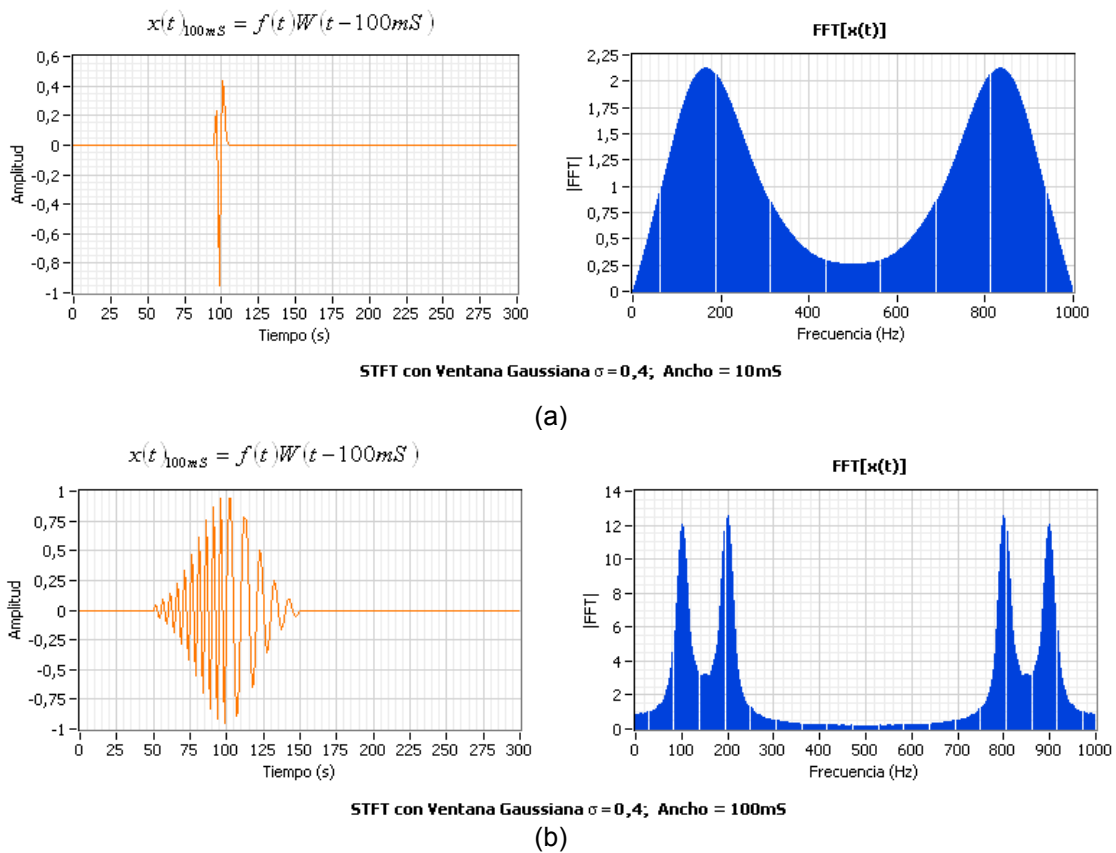 x(t)100mS = f(t)W(t−100mS)
FFT[x(t)]
0,6
0,4
0,2
0
-0,2
-0,4
-0,6
-0,8
-1
Amplitud
0 25 50 75 100 125 150 175 200 225 250 275 300
Tiempo (s)
2,25
2
1,75
1,5
1,25
1
0,75
0,5
0,25
0
|FFT|
0 200 400 600 800 1000
Frecuencia (Hz)
STFT con Ventana Gaussiana σ=0,4; Ancho = 10mS
(a)
x(t)100mS = f(t)W(t−100mS)
FFT[x(t)]
1
0,75
0,5
0,25
0
-0,25
-0,5
-0,75
-1
Amplitud
0 25 50 75 100 125 150 175 200 225 250 275 300
Tiempo (s)
14
12
10
8
6
4
2
0
|FFT|
0 100 200 300 400 500 600 700 800 900 1000
Frecuencia (Hz)
STFT con Ventana Gaussiana σ=0,4; Ancho = 100mS
(b)